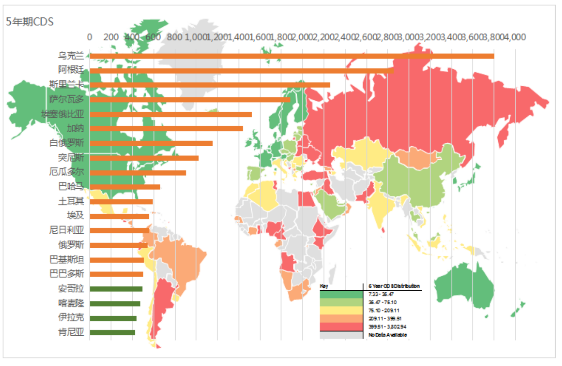 5年期CDS
0 200 400 600 800 1,000 1,200 1,400 1,600 1,800 2,000 2,200 2,400 2,600 2,800 3,000 3,200 3,400 3,600 3,800 4,000
乌克兰
阿根廷
斯里兰卡
萨尔瓦多
埃塞俄比亚
加纳
白俄罗斯
突尼斯
厄瓜多尔
巴哈马
土耳其
埃及
尼日利亚
俄罗斯
巴基斯坦
巴巴多斯
安哥拉
喀麦隆
伊拉克
肯尼亚
Key
Distribution
No Data Available